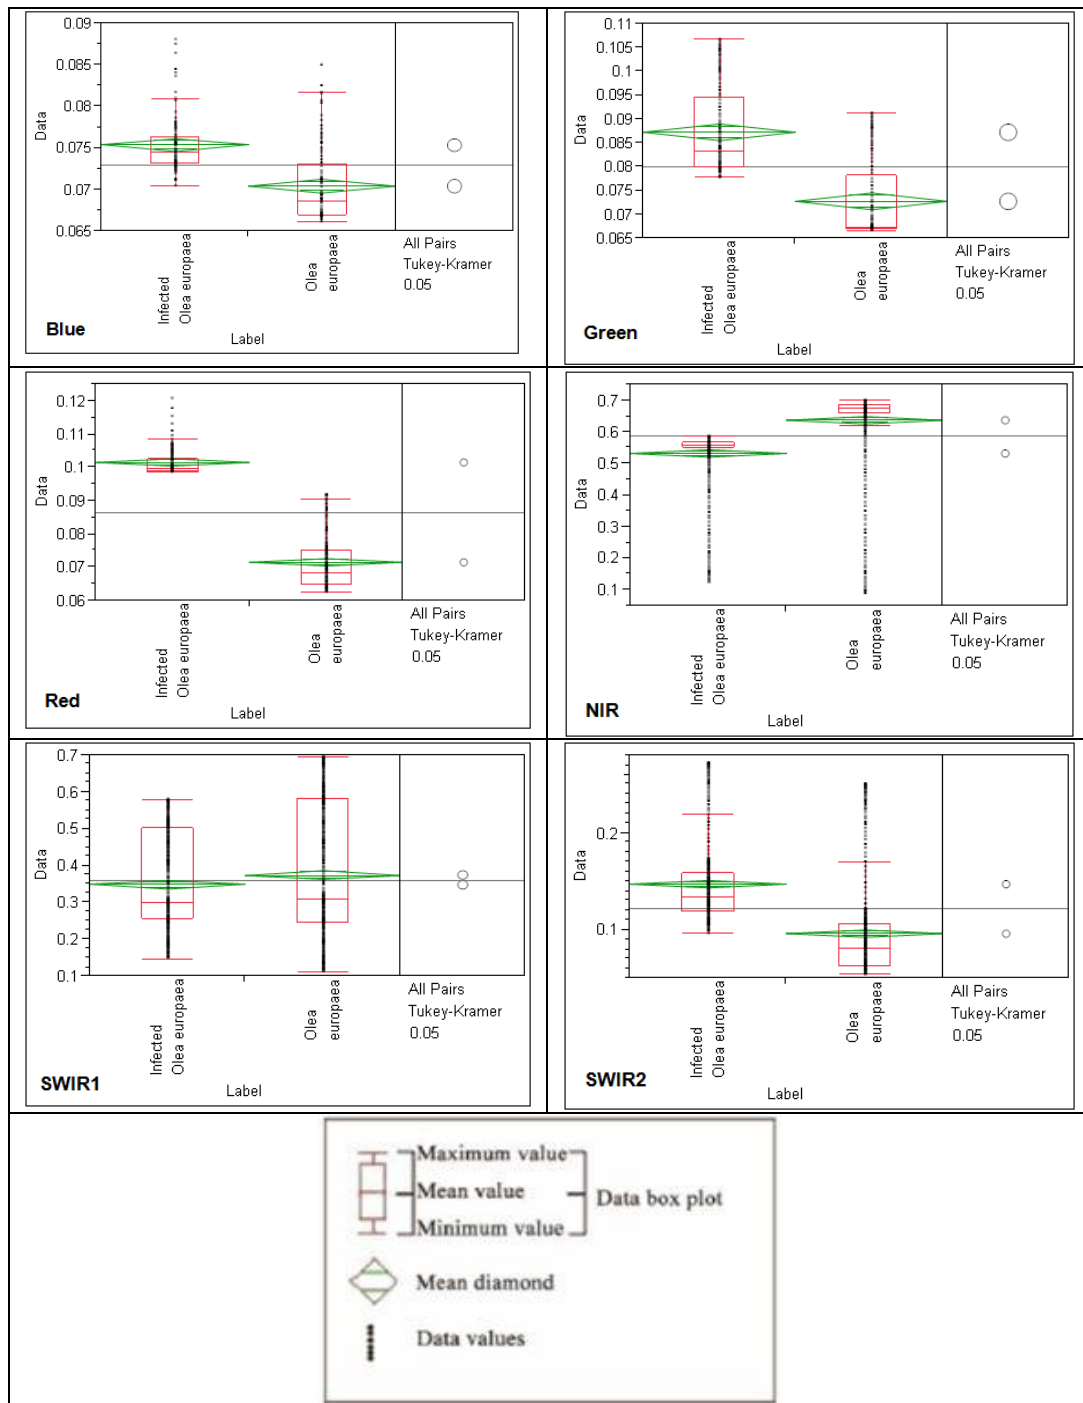 0.09
0.085
0.08
0.075
0.07
0.065
Data
Infected
Olea europaea
Olea
europaea
All Pairs
Tukey-Kramer
0.05
Label
Blue
0.11
0.105
0.1
0.095
0.09
0.085
0.08
0.075
0.07
0.065
Data
Infected
Olea europaea
Olea
europaea
All Pairs
Tukey-Kramer
0.05
Label
Green
0.12
0.11
0.1
0.09
0.08
0.07
0.06
Data
Infected
Olea europaea
Olea
europaea
All Pairs
Tukey-Kramer
0.05
Label
Red
0.7
0.6
0.5
0.4
0.3
0.2
0.1
Data
Infected
Olea europaea
Olea
europaea
All Pairs
Tukey-Kramer
0.05
Label
NIR
0.7
0.6
0.5
0.4
0.3
0.2
0.1
Data
Infected
Olea europaea
Olea
europaea
All Pairs
Tukey-Kramer
0.05
Label
SWIR1
0.2
0.1
Data
Infected
Olea europaea
Olea
europaea
All Pairs
Tukey-Kramer
0.05
Label
SWIR2
Maximum value
Mean value
Minimum value
Data box plot
Mean diamond
Data values